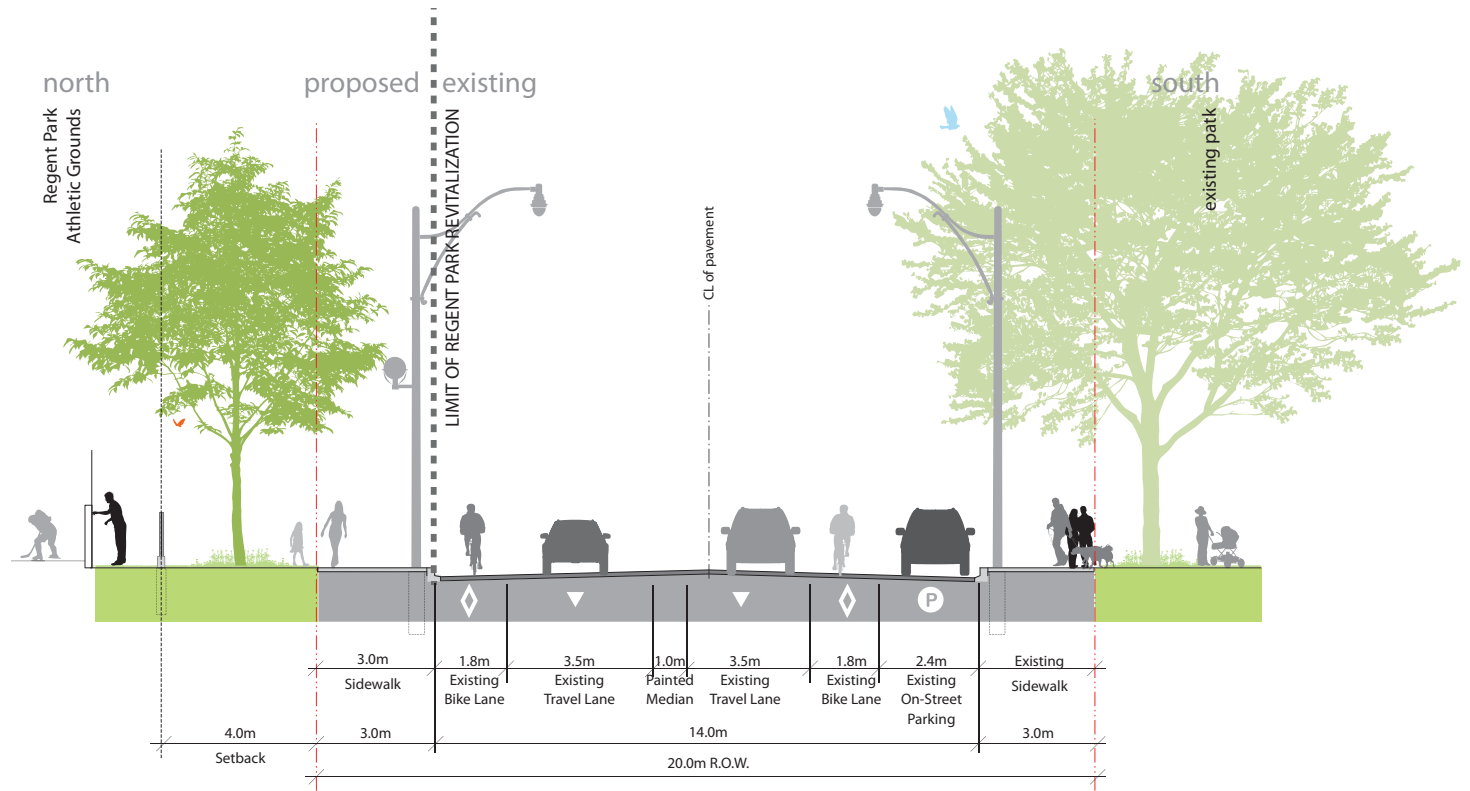 north
proposed
existing
south
Regent Park
Athletic Grounds
LIMIT OF REGENT PARK REVITALIZATION
CL of pavement
existing patk
P
3.0m
Sidewalk
1.8m
Existing
Bike Lane
3.5m
Existing
Travel Lane
1.0m
Painted
Median
3.5m
Existing
Travel Lane
1.8m
Existing
Bike Lane
2.4m
Existing
On-Street
Parking
Existing
Sidewalk
4.0m
Setback
3.0m
14.0m
3.0m
20.0m R.O.W.